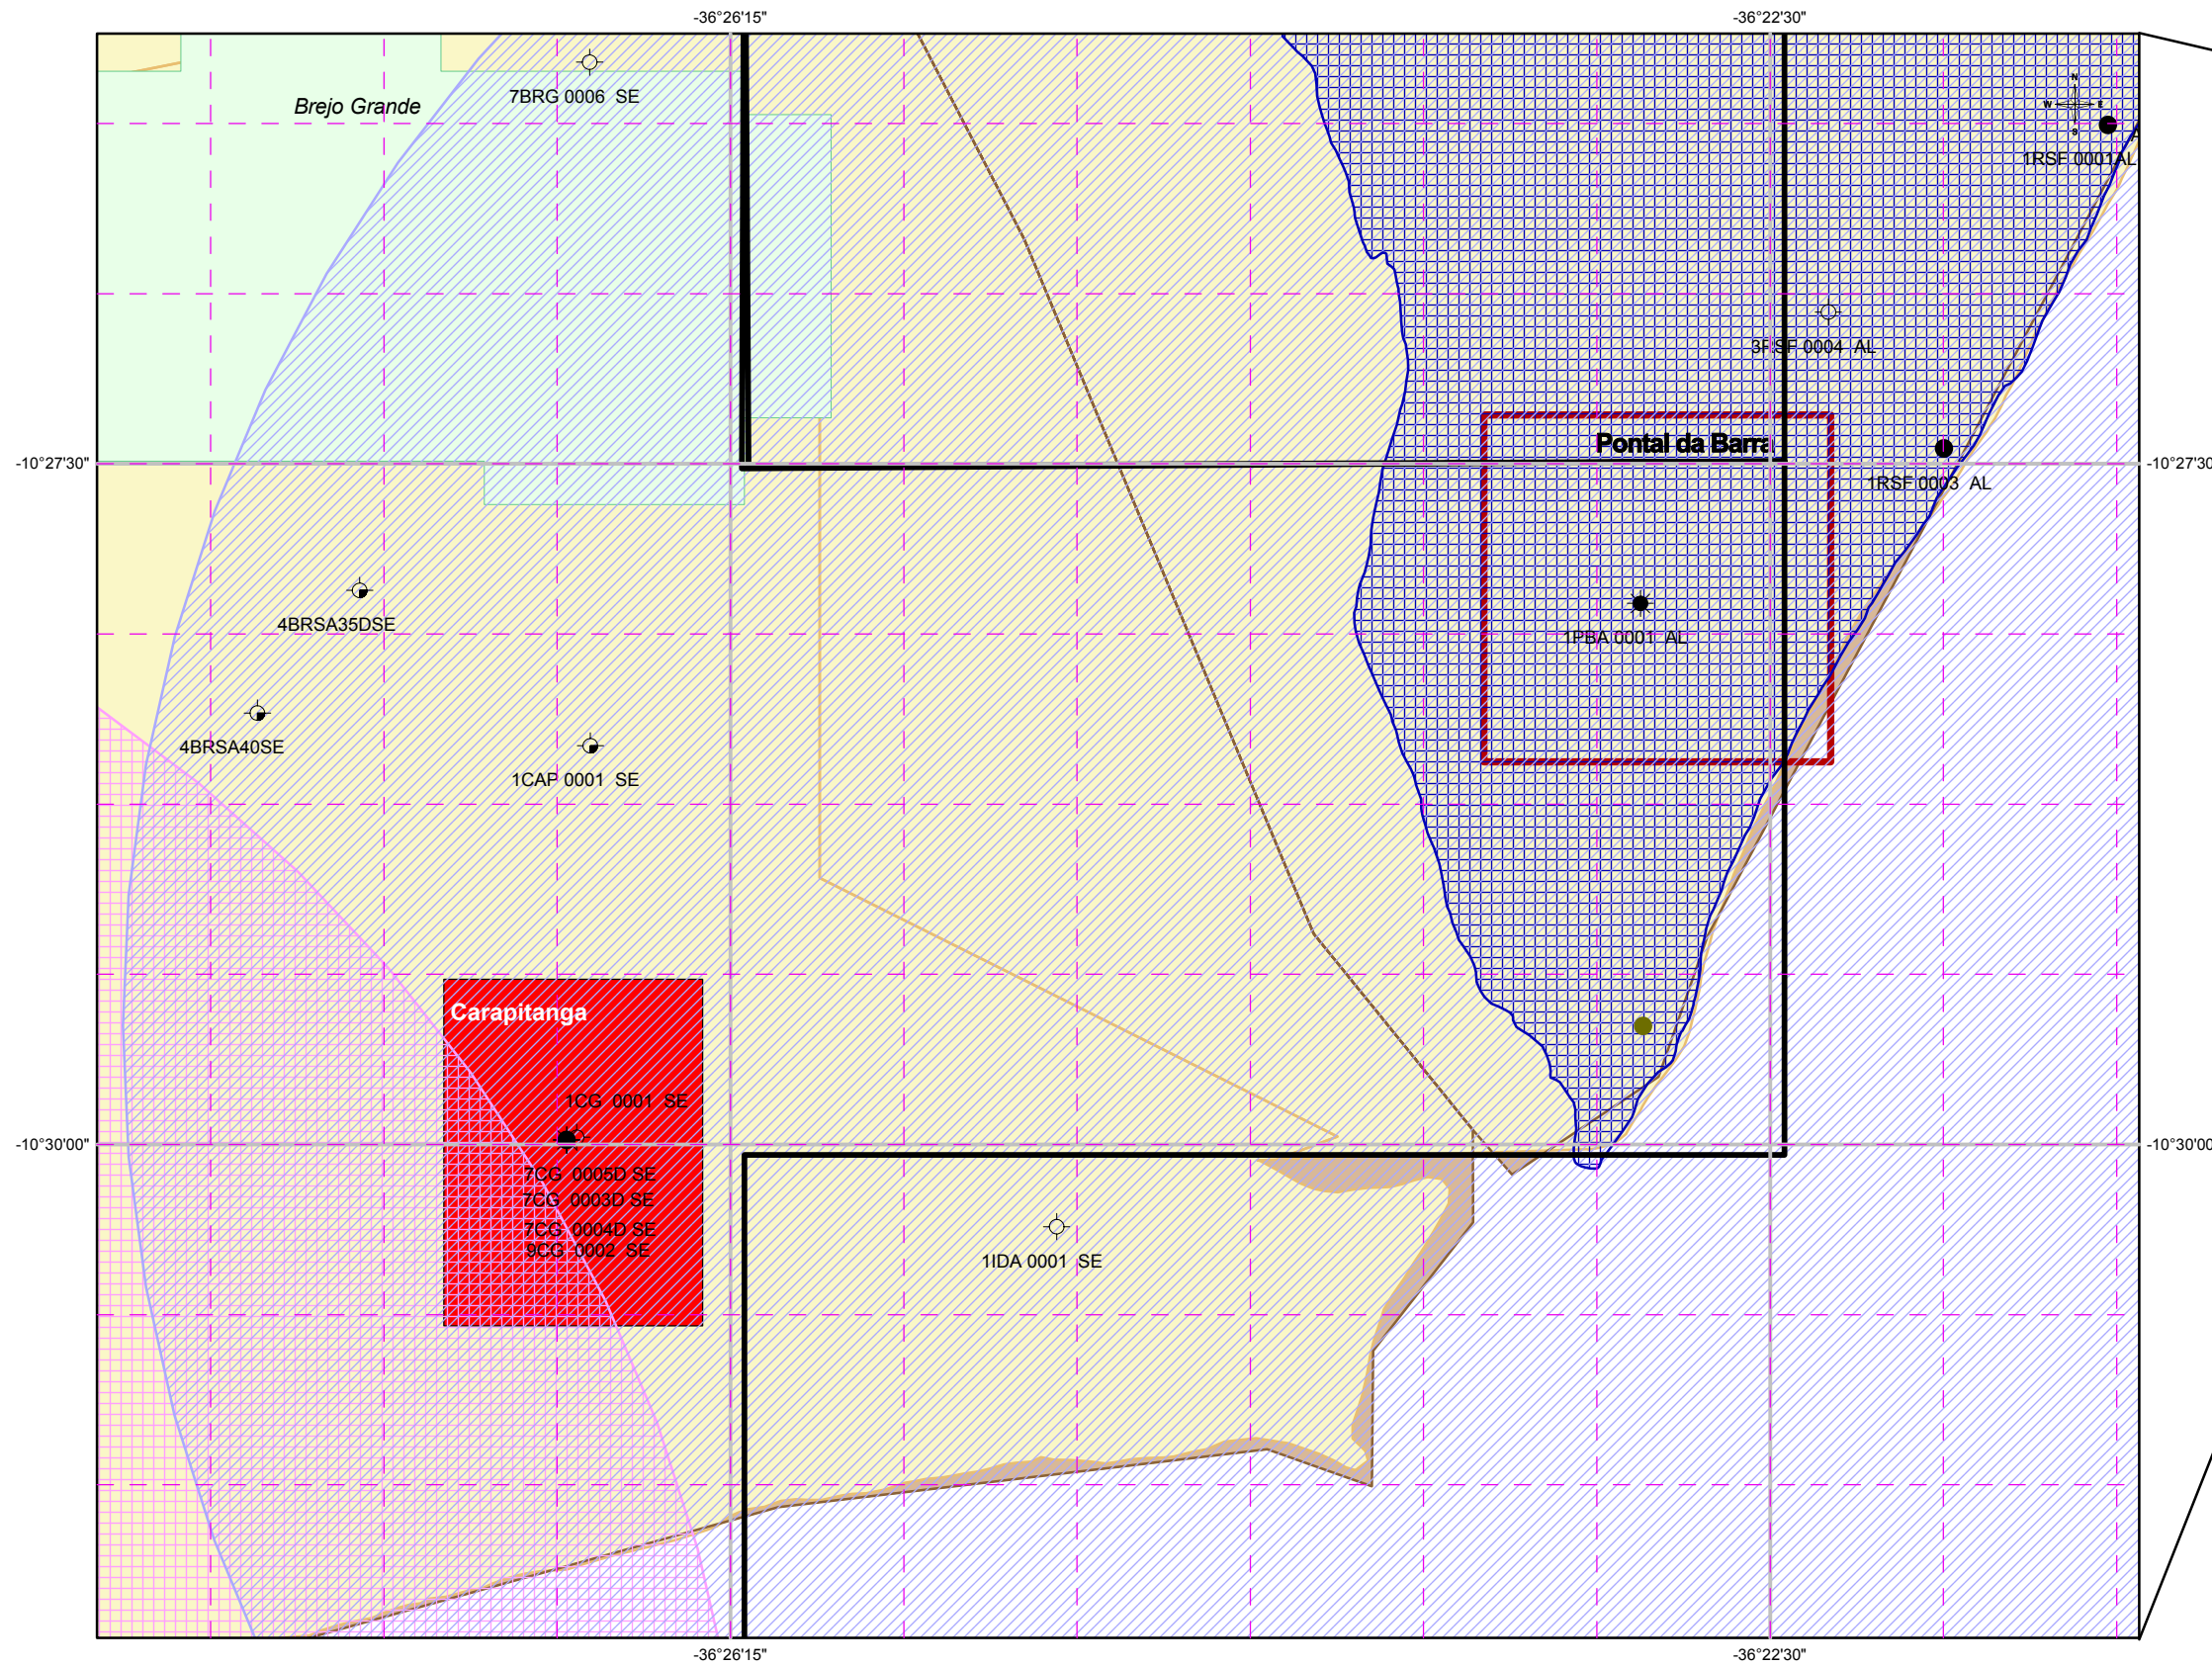 -36°26'15"
-36°22'30"
7BRG 0006  SE
Brejo Grande
N
W
E
S
1RSF 0001AL
3RSF 0004  AL
Pontal da Barra
-10°27'30"
-10°27'30"
1RSF 0003  AL
4BRSA35DSE
1PBA 0001  AL
4BRSA40SE
1CAP 0001  SE
Carapitanga
1CG  0001  SE
-10°30'00"
-10°30'00"
7CG  0005D SE
7CG  0003D SE
7CG  0004D SE
9CG  0002  SE
1IDA 0001  SE
-36°26'15"
-36°22'30"